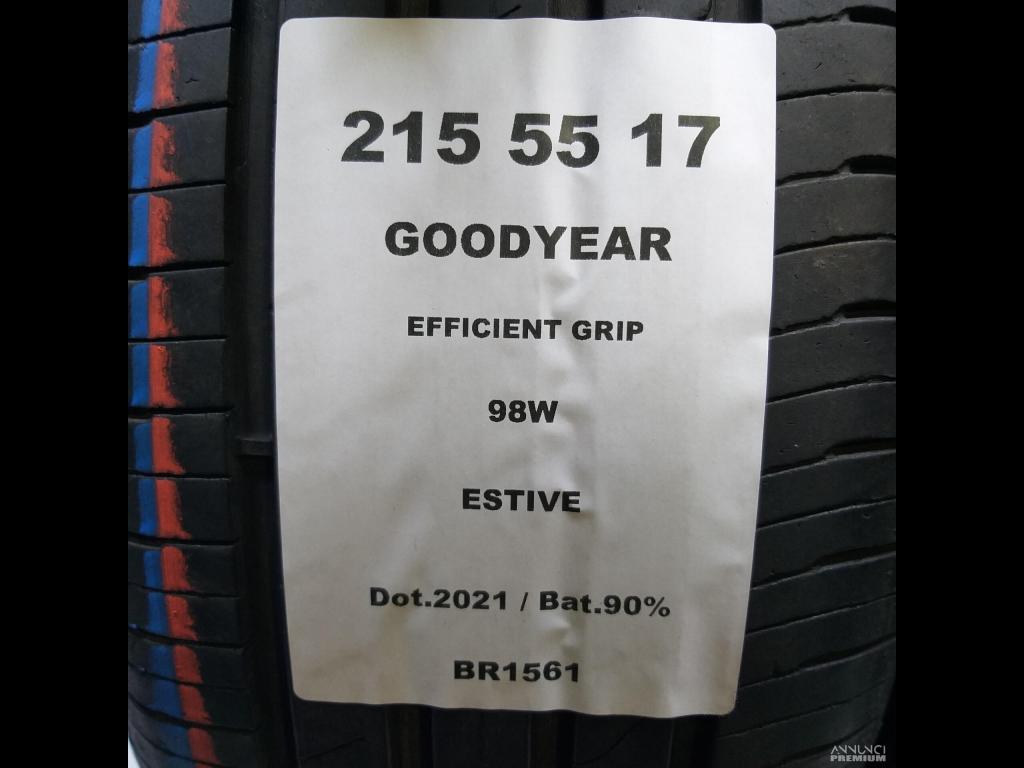 215 55 17
GOODYEAR
EFFICIENT GRIP
98W
ESTIVE
Dot.2021 / Bat.90%
BR1561
ANNUNCI
PREMIUM